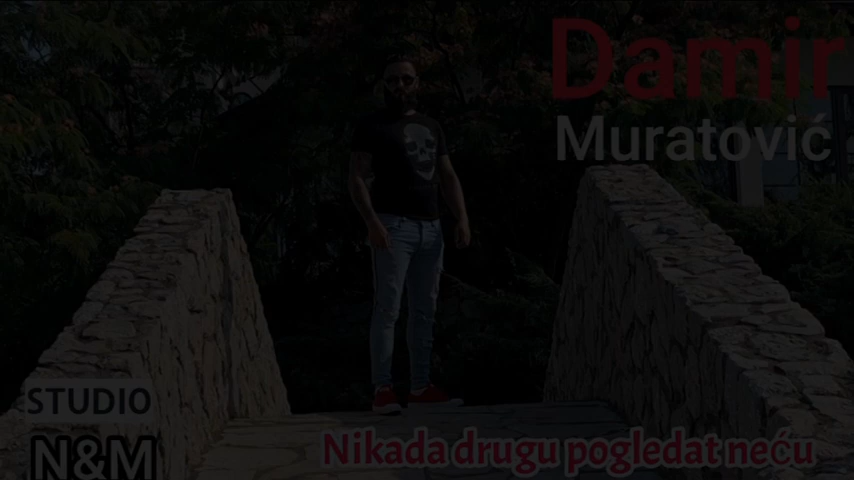 Damir
Muratović
STUDIO
N&M
Nikada drugu pogledat neću